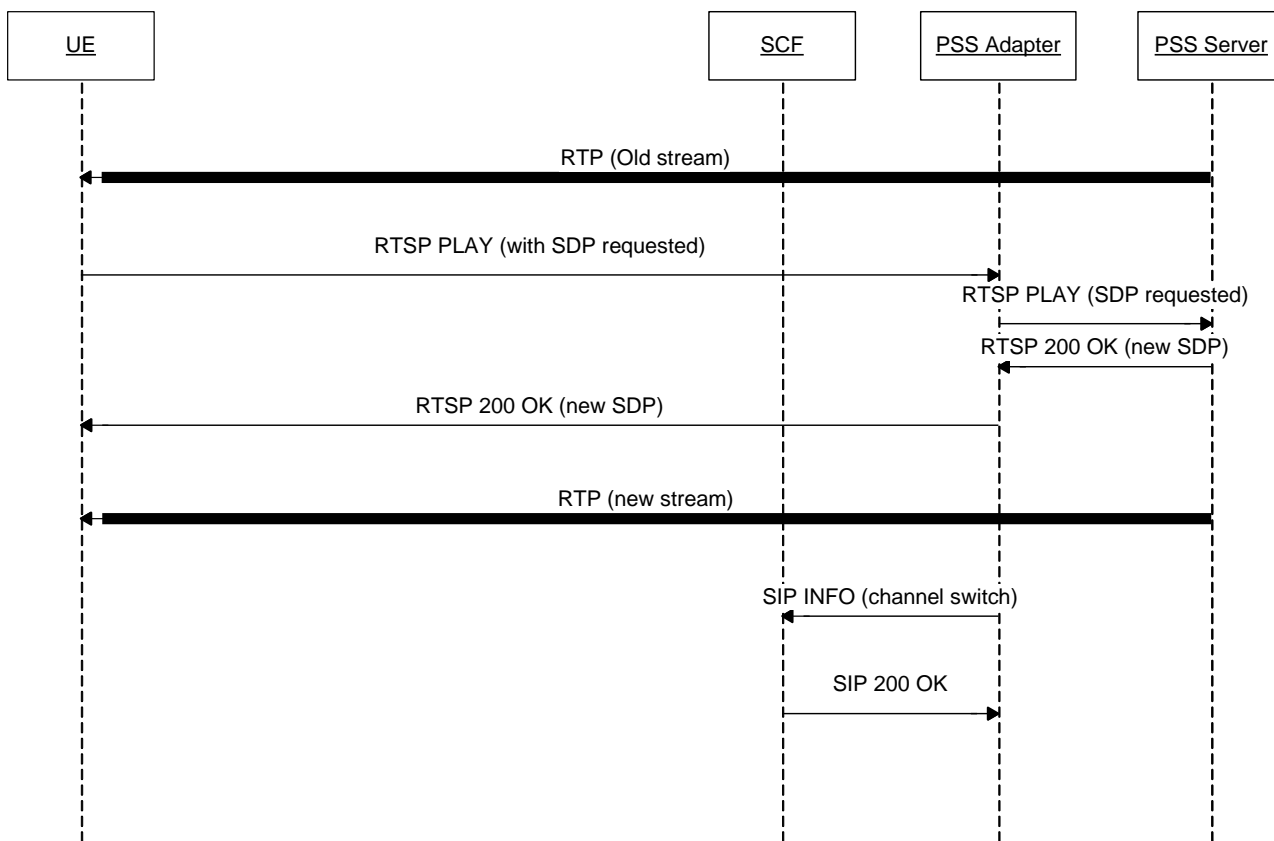 UE
SCF
PSS Adapter
PSS Server
RTP (Old stream)
RTSP PLAY (with SDP requested)
RTSP PLAY (SDP requested)
RTSP 200 OK (new SDP)
RTSP 200 OK (new SDP)
RTP (new stream)
SIP INFO (channel switch)
SIP 200 OK